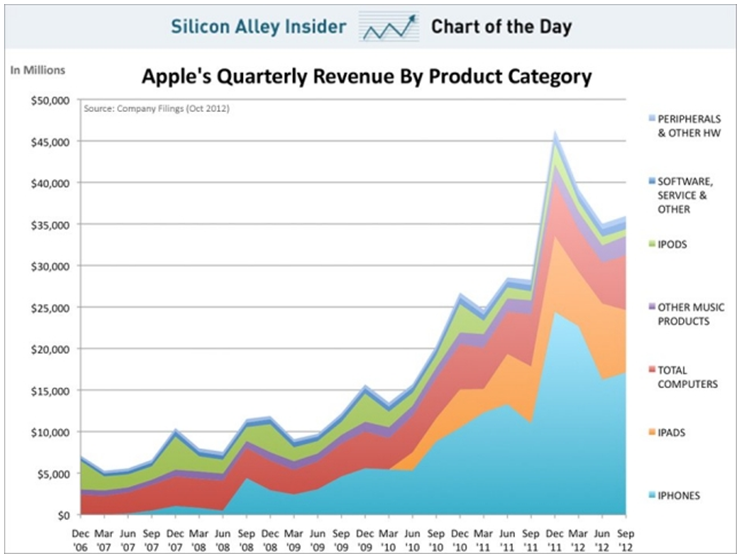 Silicon Alley Insider Chart of the Day
In Millions
Apple's Quarterly Revenue By Product Category
Source: Company Filings (Oct 2012)
$50,000
$45,000
$40,000
$35,000
$30,000
$25,000
$20,000
$15,000
$10,000
$5,000
$0
Dec Mar Jun Sep Dec Mar Jun Sep Dec Mar Jun Sep Dec Mar Jun Sep Dec Mar Jun Sep Dec Mar Jun Sep
'06 '07 '07 '07 '07 '08 '08 '08 '08 '09 '09 '09 '09 '10 '10 '10 '10 '11 '11 '11 '11 '12 '12 '12
PERIPHERALS
& OTHER HW
SOFTWARE,
SERVICE &
OTHER
IPODS
OTHER MUSIC
PRODUCTS
TOTAL
COMPUTERS
IPADS
IPHONES